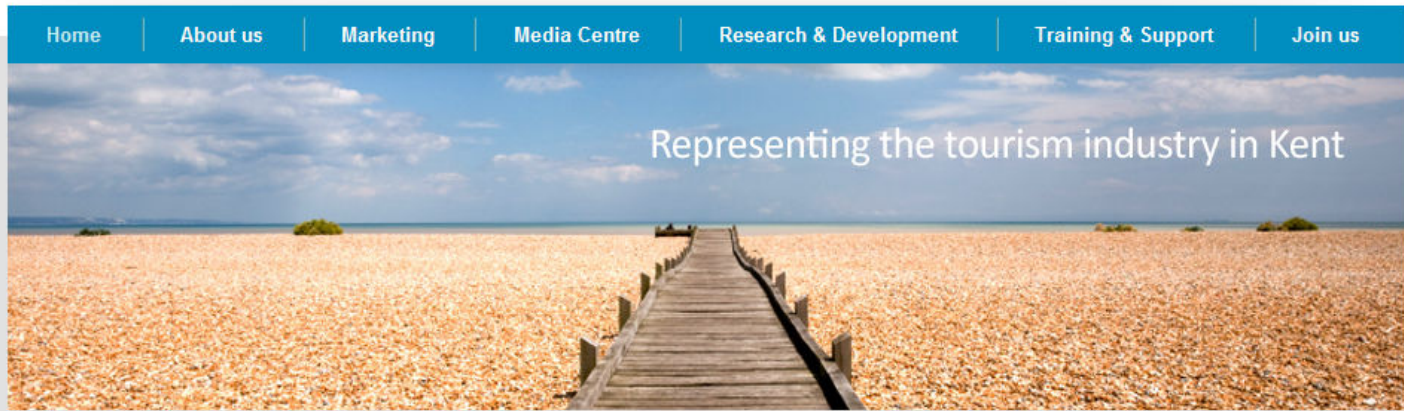 Home About us Marketing Media Centre Research & Development Training & Support Join us
Representing the tourism industry in Kent